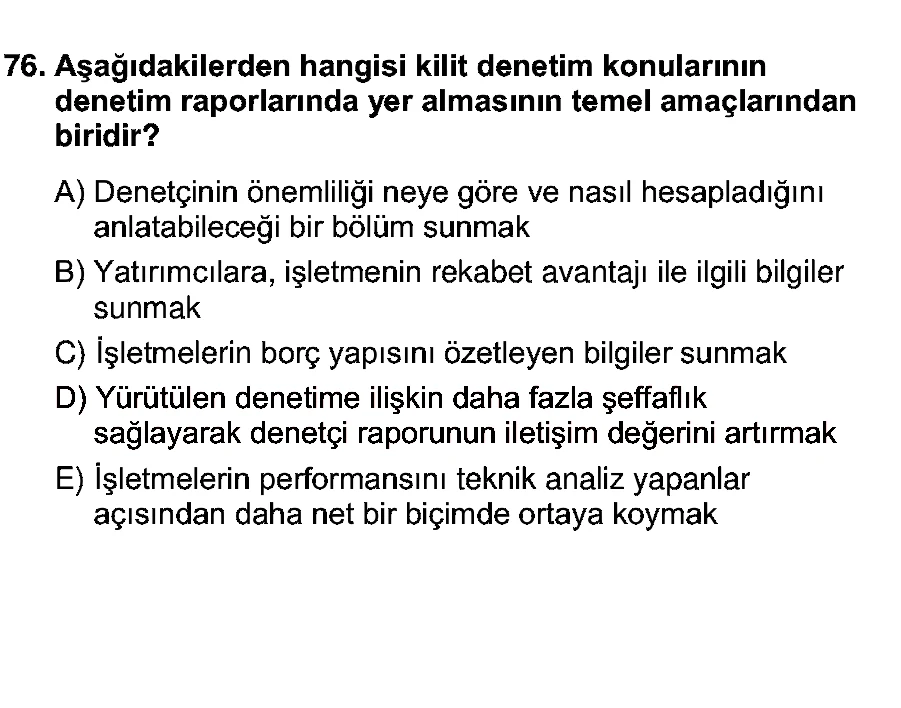 76. Aşağıdakilerden hangisi kilit denetim konularının
denetim raporlarında yer almasının temel amaçlarından
biridir?
A) Denetçinin önemliliği neye göre ve nasıl hesapladığını
anlatabileceği bir bölüm sunmak
B) Yatırımcılara, işletmenin rekabet avantajı ile ilgili bilgiler
sunmak
C) İşletmelerin borç yapısını özetleyen bilgiler sunmak
D) Yürütülen denetime ilişkin daha fazla şeffaflık
sağlayarak denetçi raporunun iletişim değerini artırmak
E) İşletmelerin performansını teknik analiz yapanlar
açısından daha net bir biçimde ortaya koymak